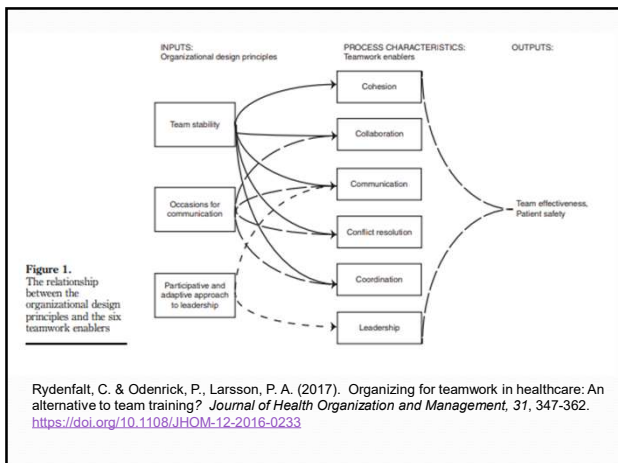 INPUTS:
Organizational design principles
PROCESS CHARACTERISTICS:
Teamwork enablers
OUTPUTS:
Team stability
Occasions for
communication
Participative and
adaptive approach
to leadership
Cohesion
Collaboration
Communication
Conflict resolution
Coordination
Leadership
Team effectiveness,
Patient safety
Figure 1.
The relationship
between the
organizational design
principles and the six
teamwork enablers
Rydenfalt, C. & Odenrick, P., Larsson, P. A. (2017). Organizing for teamwork in healthcare: An
alternative to team training? Journal of Health Organization and Management, 31, 347-362.
https://doi.org/10.1108/JHOM-12-2016-0233